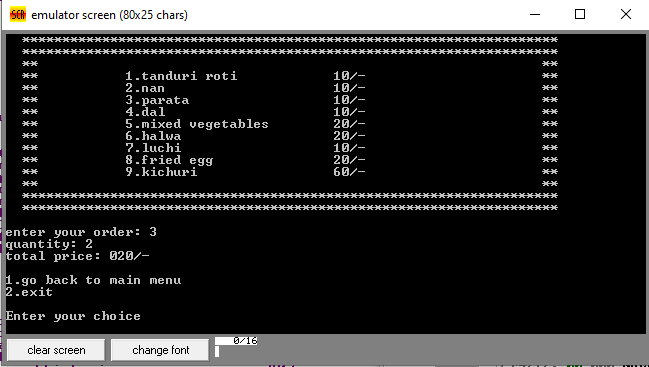 SCR emulator screen (80x25 chars)
*******************************************************************
*******************************************************************
** **
** 1.tanduri roti 10/- **
** 2.nan 10/- **
** 3.parata 10/- **
** 4.dal 10/- **
** 5.mixed vegetables 20/- **
** 6.halwa 20/- **
** 7.luchi 10/- **
** 8.fried egg 20/- **
** 9.kichuri 60/- **
** **
*******************************************************************
*******************************************************************
enter your order: 3
quantity: 2
total price: 020/-
1.go back to main menu
2.exit
Enter your choice
clear screen change font 0/16